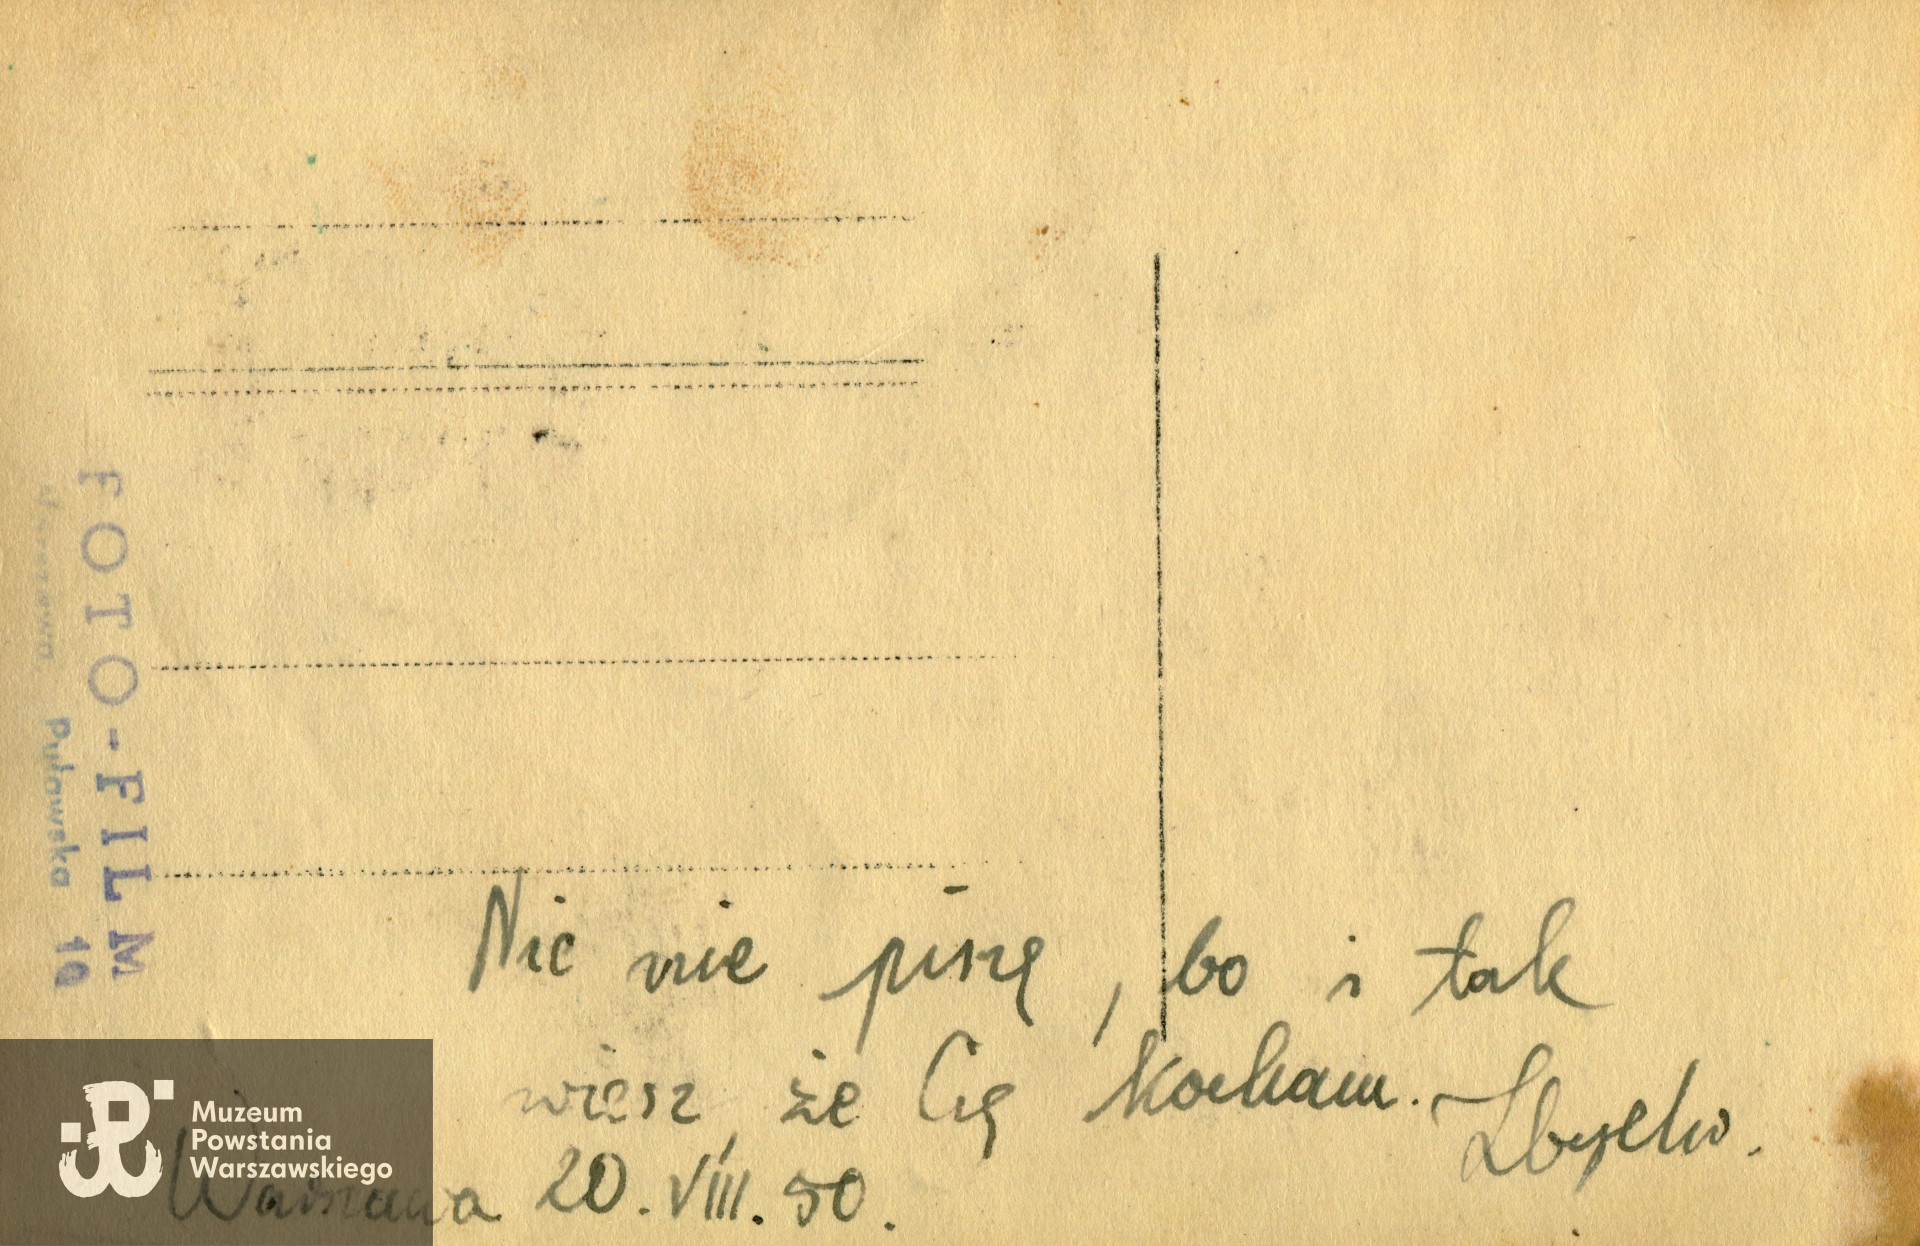 FOTO-FILM
Warszawa, Puławska 10
Nic nie piszę, bo i tak
wiesz, że Cię kocham.
Zbyszko.
Warszawa 20.VIII.50.
Muzeum
Powstania
Warszawskiego